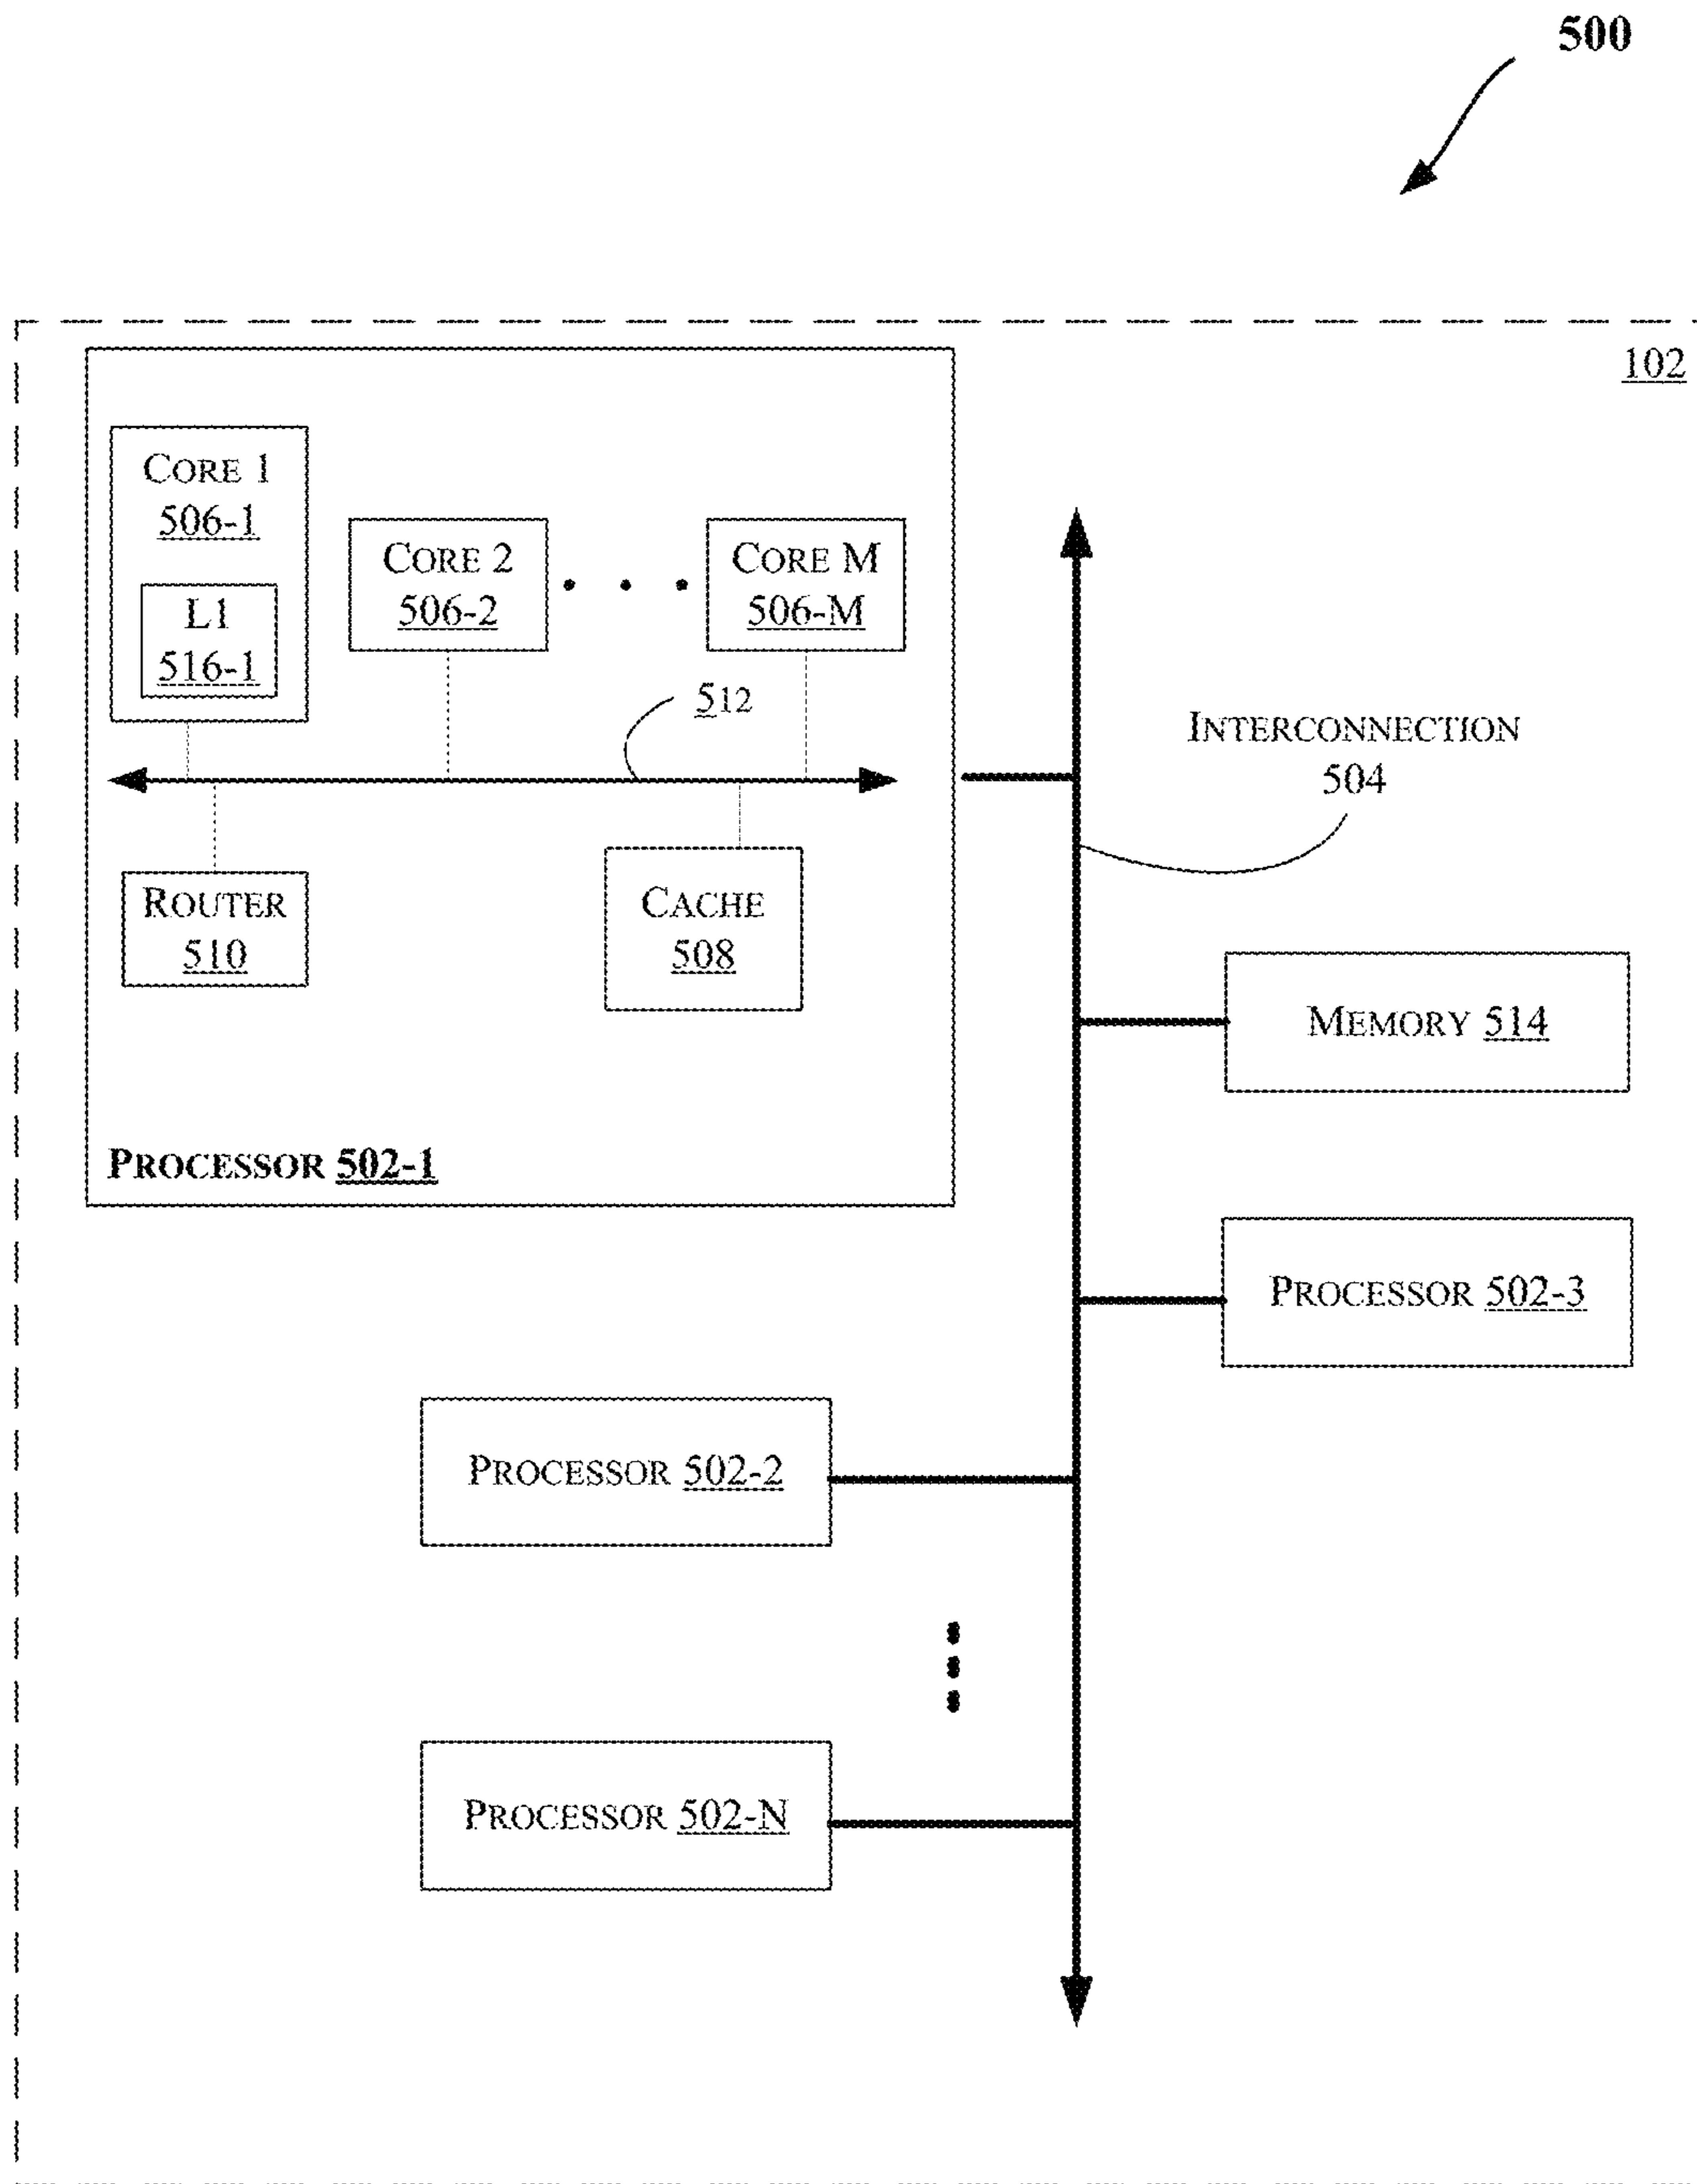 500
102
CORE 1
506-1
L1
516-1
CORE 2
506-2
CORE M
506-M
512
ROUTER
510
CACHE
508
PROCESSOR 502-1
INTERCONNECTION
504
MEMORY 514
PROCESSOR 502-3
PROCESSOR 502-2
PROCESSOR 502-N